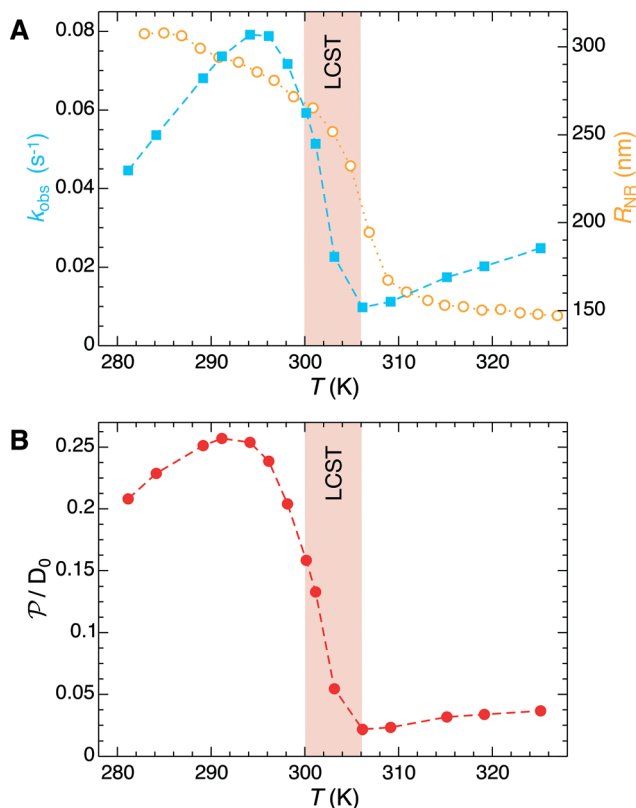 A
0.08
0.06
0.04
0.02
0
k_obs (s⁻¹)
LCST
300
250
200
150
R_NR (nm)
280 290 300 310 320
T (K)
B
0.25
0.2
0.15
0.1
0.05
0
𝒫 / D₀
LCST
280 290 300 310 320
T (K)